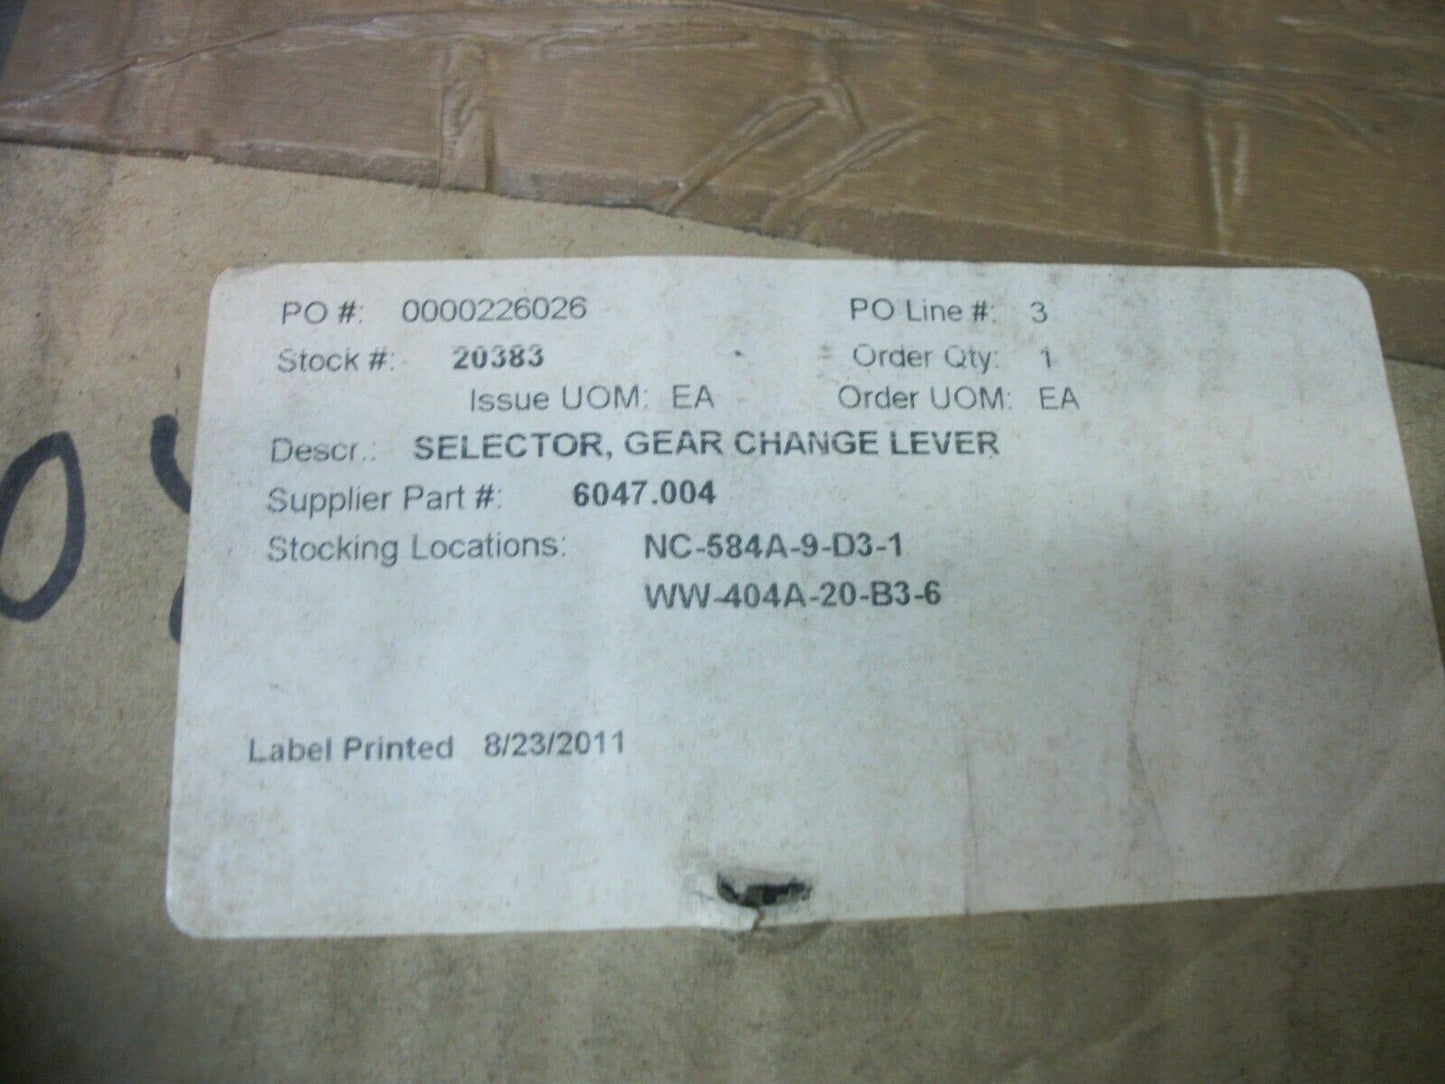 PO #: 0000226026 PO Line #: 3
Stock #: 20383 Order Qty: 1
Issue UOM: EA Order UOM: EA
Descr.: SELECTOR, GEAR CHANGE LEVER
Supplier Part #: 6047.004
Stocking Locations: NC-584A-9-D3-1
WW-404A-20-B3-6
Label Printed 8/23/2011